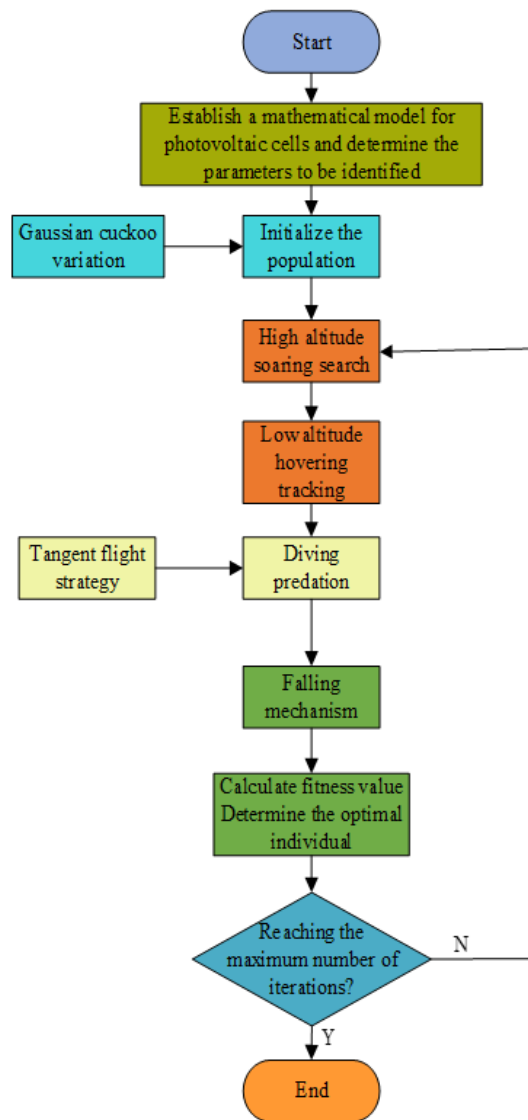 Start
Establish a mathematical model for
photovoltaic cells and determine the
parameters to be identified
Gaussian cuckoo
variation
Initialize the
population
High altitude
soaring search
Low altitude
hovering
tracking
Tangent flight
strategy
Diving
predation
Falling
mechanism
Calculate fitness value
Determine the optimal
individual
Reaching the
maximum number of
iterations?
N
Y
End